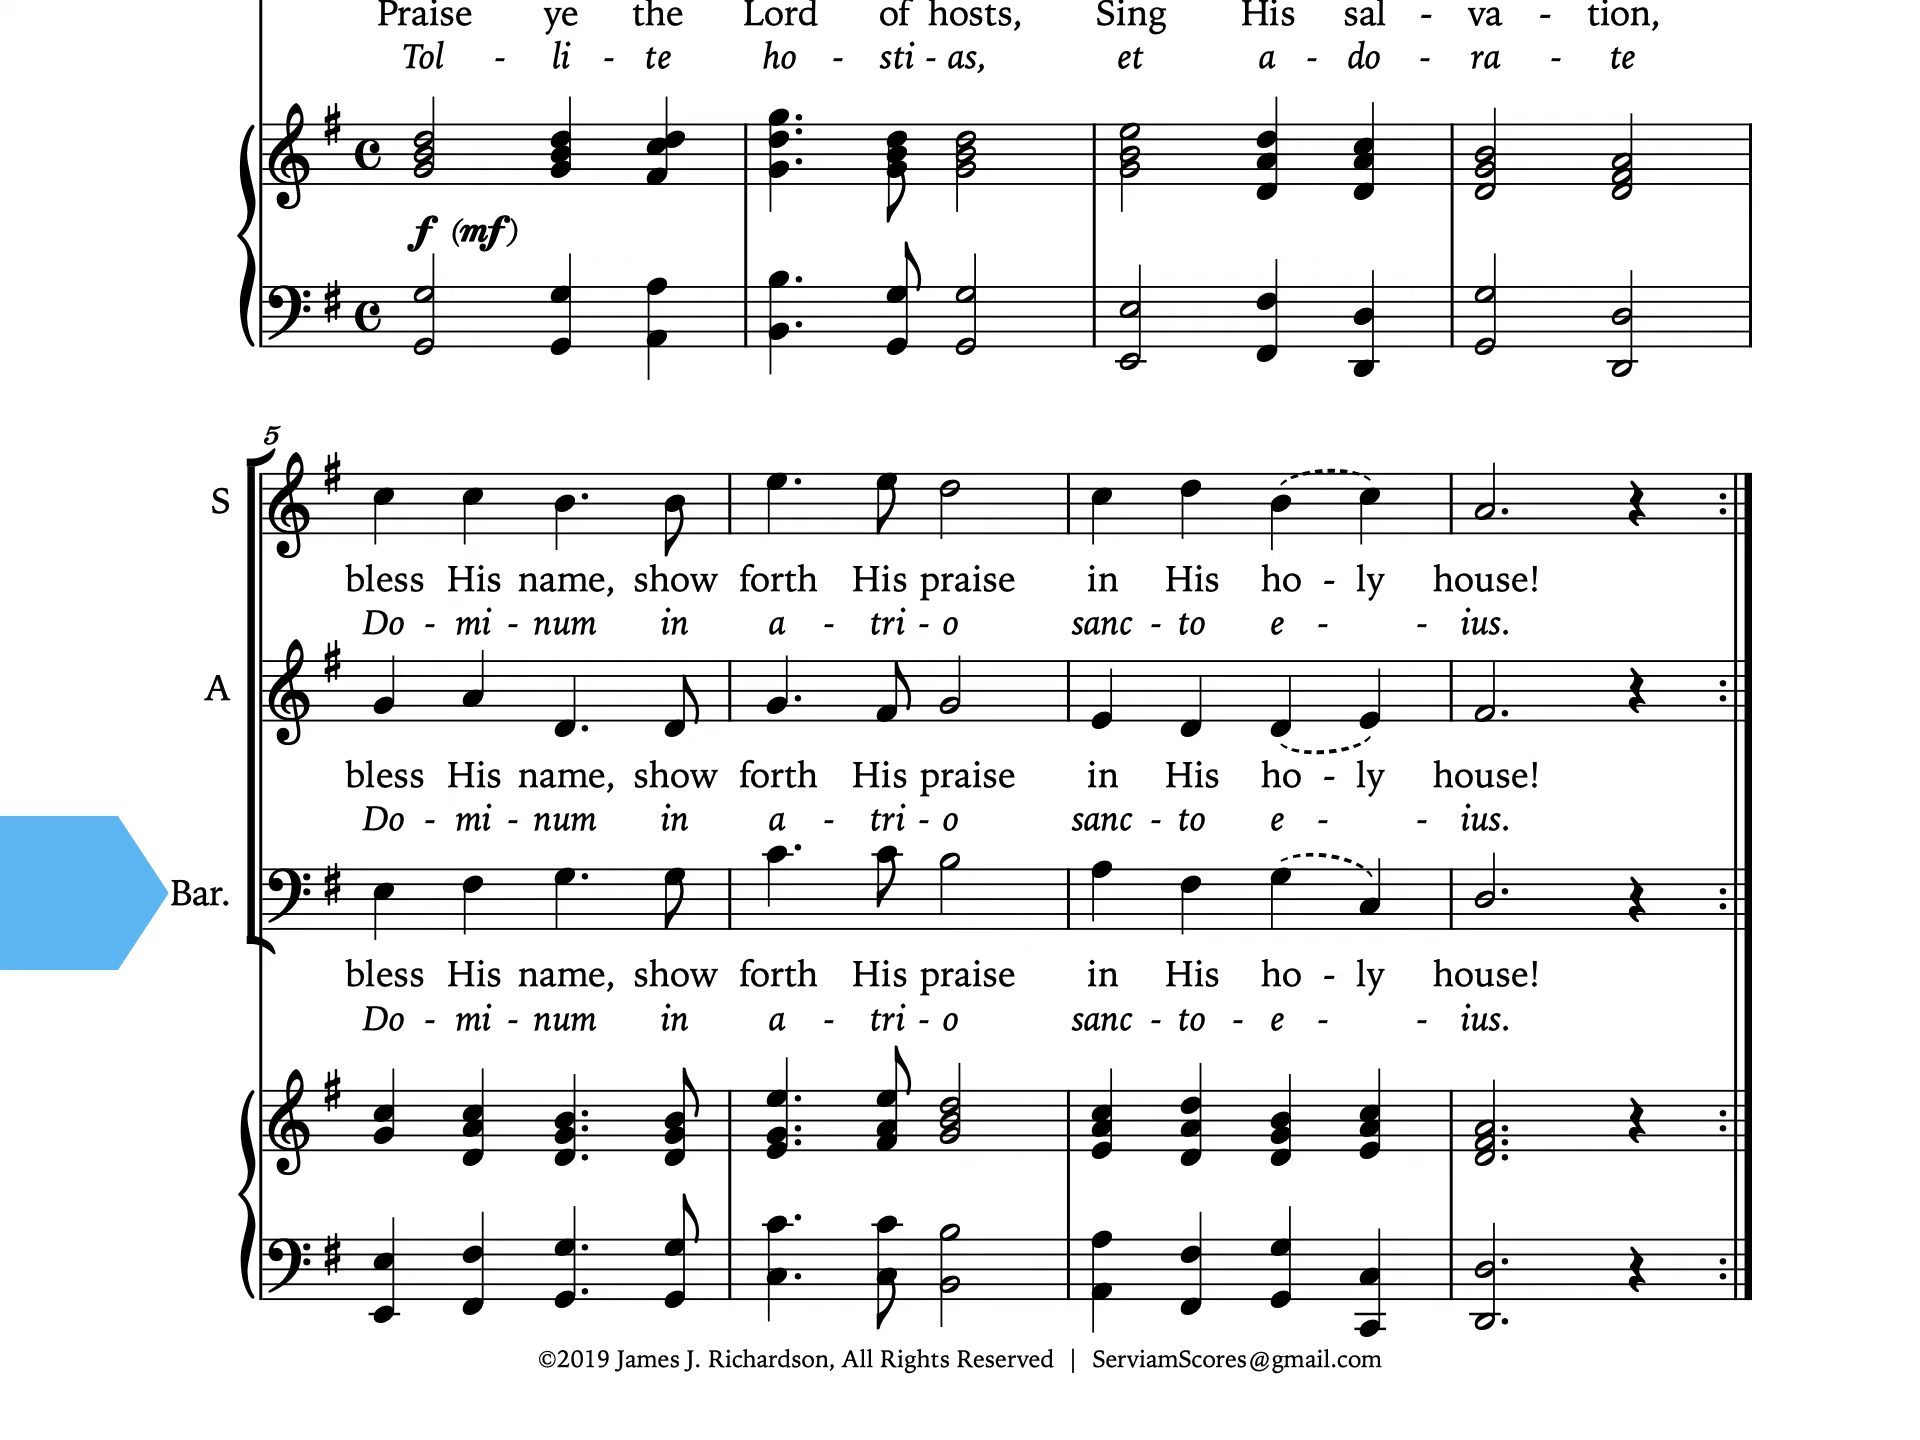 Praise ye the Lord of hosts, Sing His sal - va - tion,
Tol - li - te ho - sti - as, et a - do - ra - te
f (mf)
5
S
bless His name, show forth His praise in His ho - ly house!
Do - mi - num in a - tri - o sanc - to e - - ius.
A
bless His name, show forth His praise in His ho - ly house!
Do - mi - num in a - tri - o sanc - to e - - ius.
Bar.
bless His name, show forth His praise in His ho - ly house!
Do - mi - num in a - tri - o sanc - to - e - - ius.
©2019 James J. Richardson, All Rights Reserved | ServiamScores@gmail.com